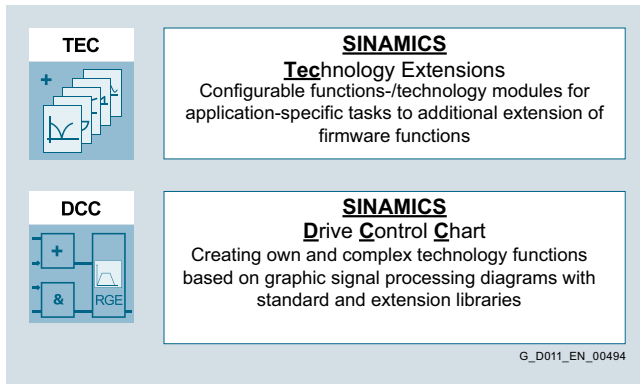 TEC
+
SINAMICS
Technology Extensions
Configurable functions-/technology modules for
application-specific tasks to additional extension of
firmware functions
DCC
+
&
RGE
SINAMICS
Drive Control Chart
Creating own and complex technology functions
based on graphic signal processing diagrams with
standard and extension libraries
G_D011_EN_00494